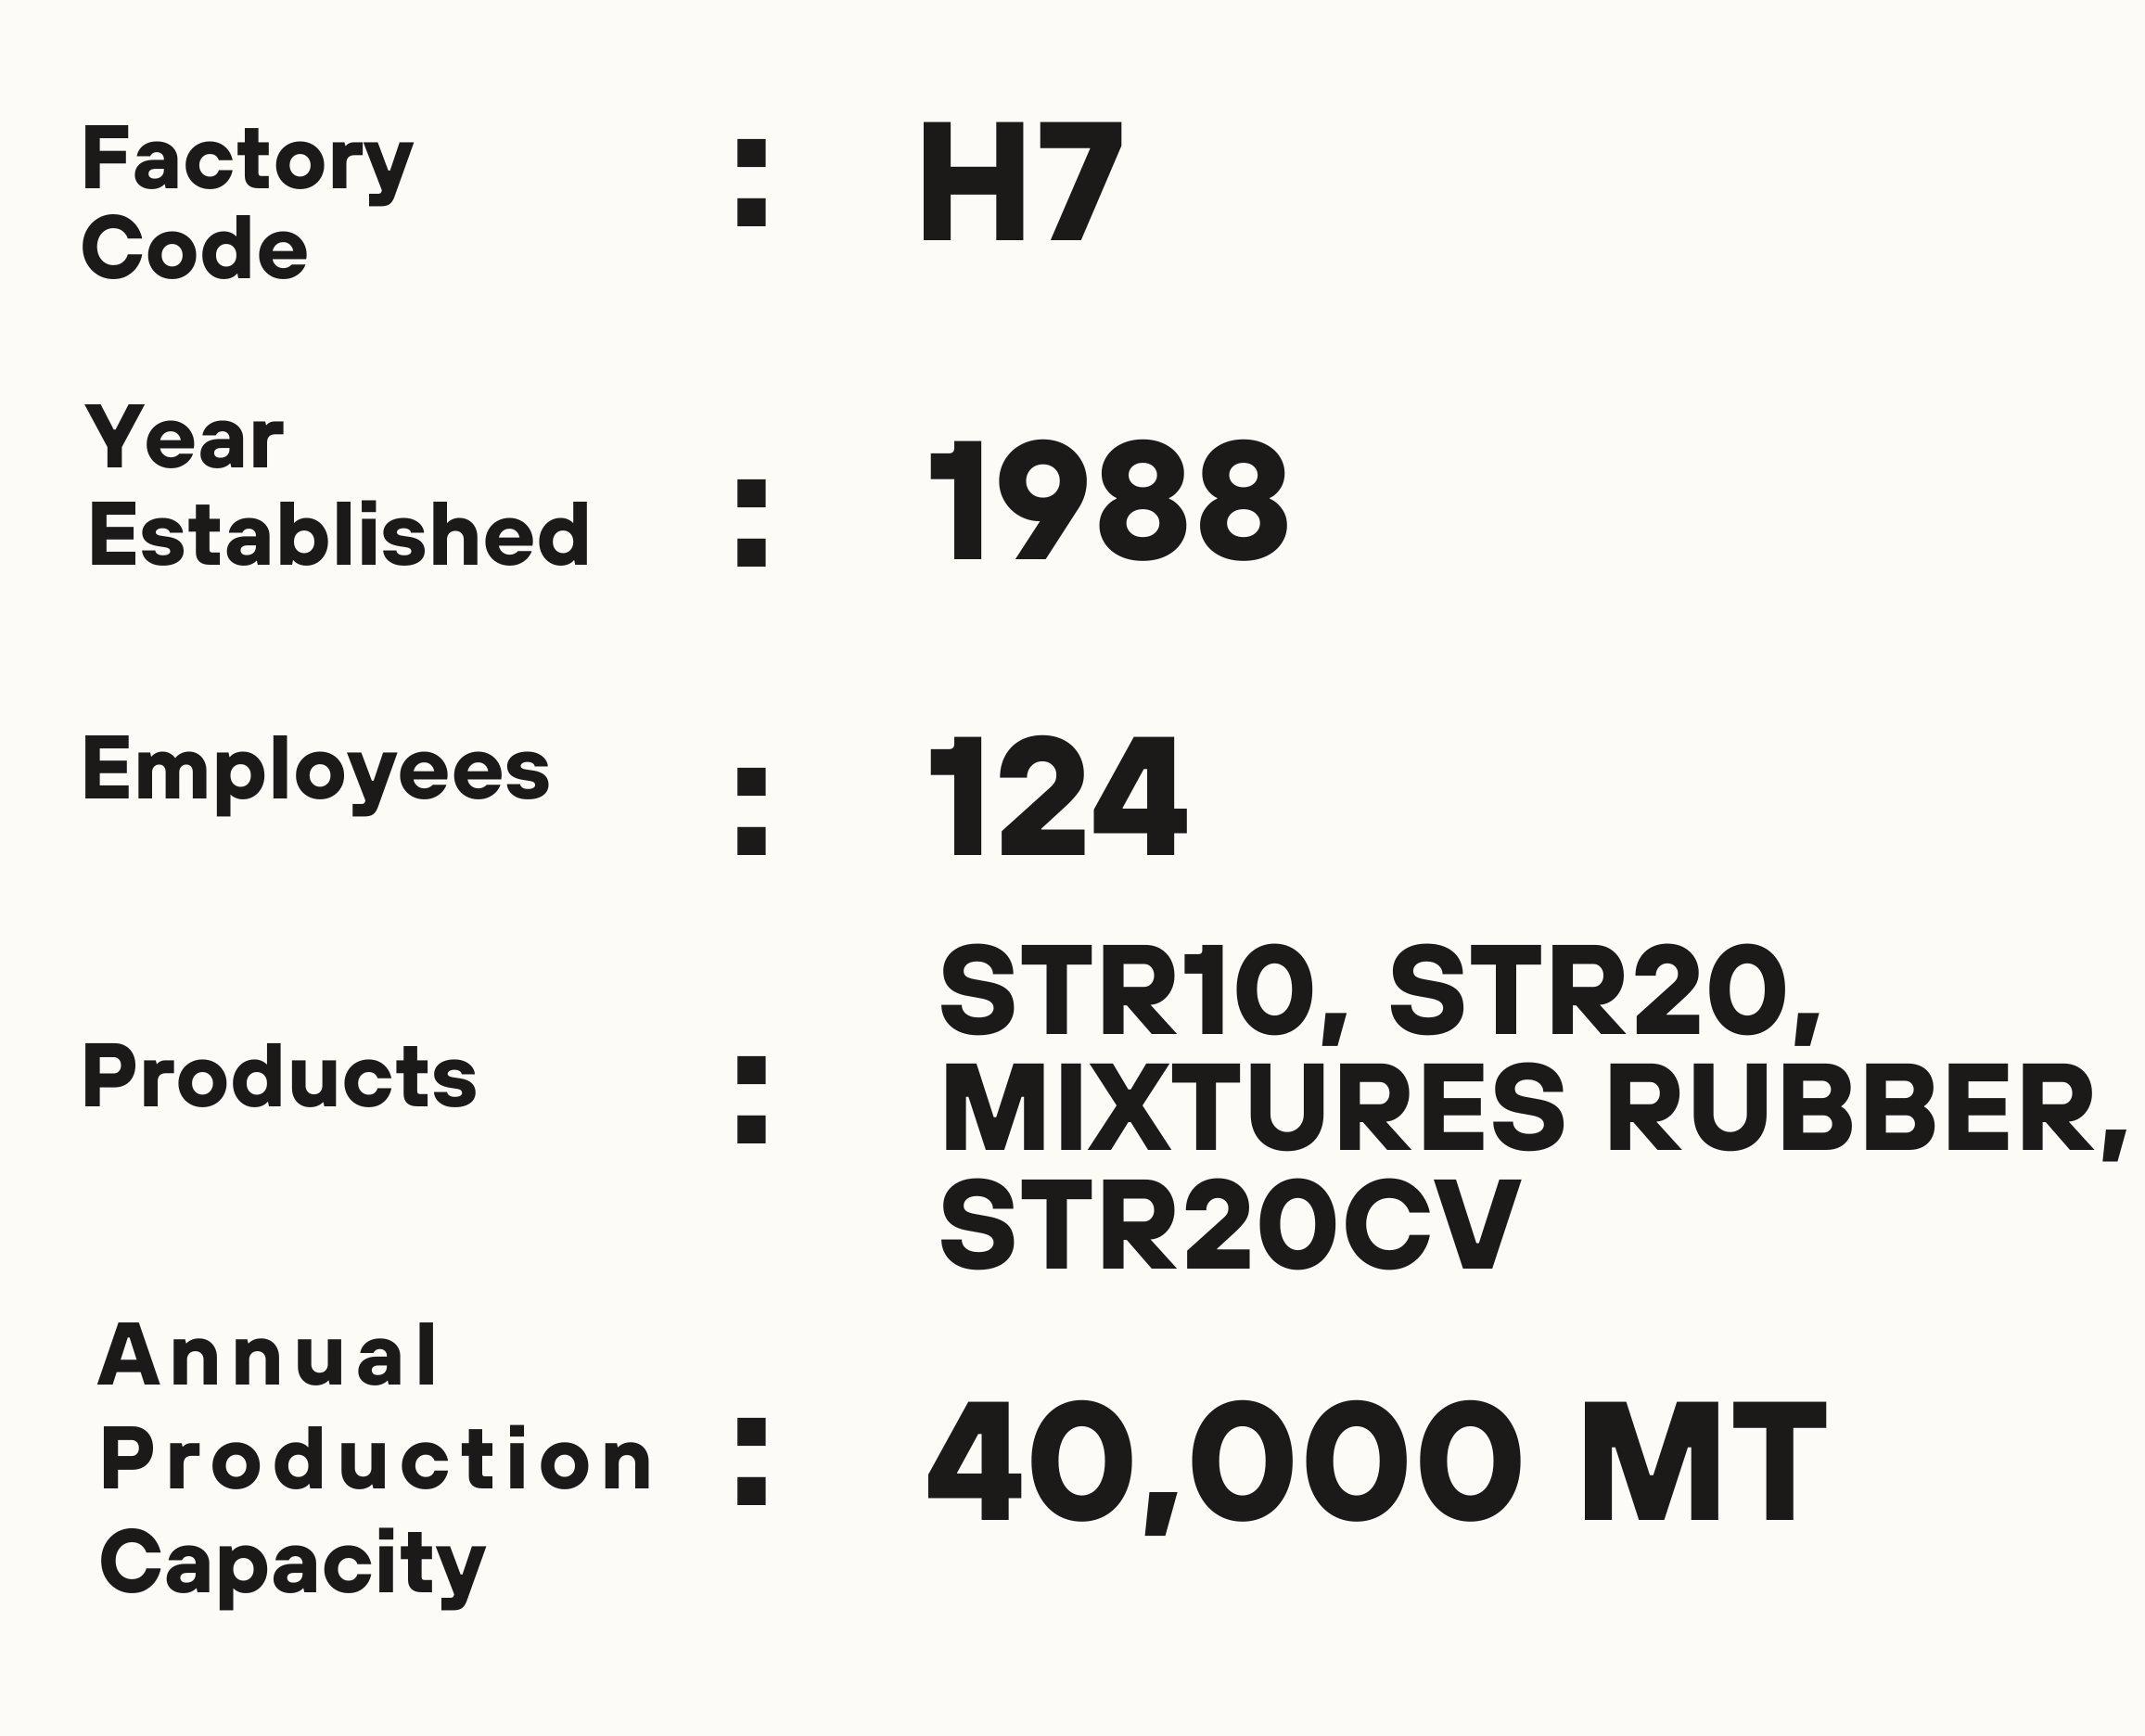 Factory
Code : H7
Year
Established : 1988
Employees : 124
STR10, STR20,
Products : MIXTURES RUBBER,
STR20CV
Annual
Production : 40,000 MT
Capacity